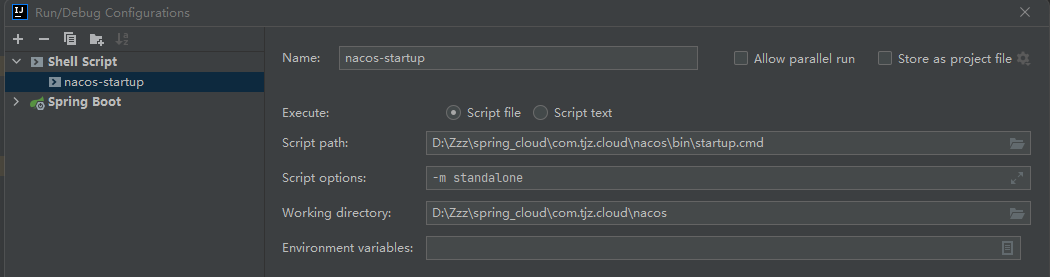 IJ Run/Debug Configurations
Shell Script
nacos-startup
Spring Boot
Name: nacos-startup Allow parallel run Store as project file
Execute: Script file Script text
Script path: D:\Zzz\spring_cloud\com.tjz.cloud\nacos\bin\startup.cmd
Script options: -m standalone
Working directory: D:\Zzz\spring_cloud\com.tjz.cloud\nacos
Environment variables: